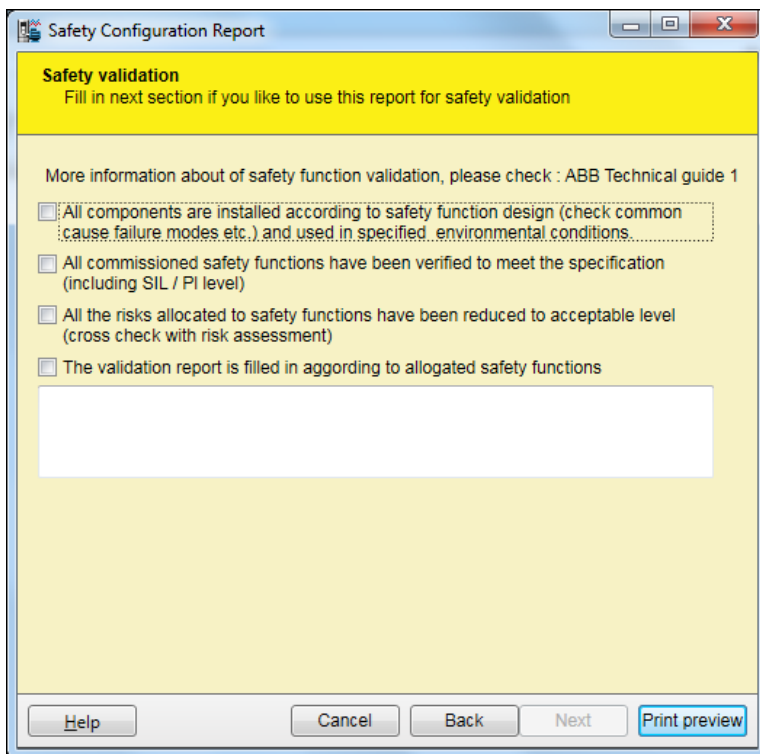 Safety Configuration Report
Safety validation
Fill in next section if you like to use this report for safety validation
More information about of safety function validation, please check : ABB Technical guide 1
All components are installed according to safety function design (check common
cause failure modes etc.) and used in specified environmental conditions.
All commissioned safety functions have been verified to meet the specification
(including SIL / Pl level)
All the risks allocated to safety functions have been reduced to acceptable level
(cross check with risk assessment)
The validation report is filled in aggording to allogated safety functions
Help
Cancel
Back
Next
Print preview